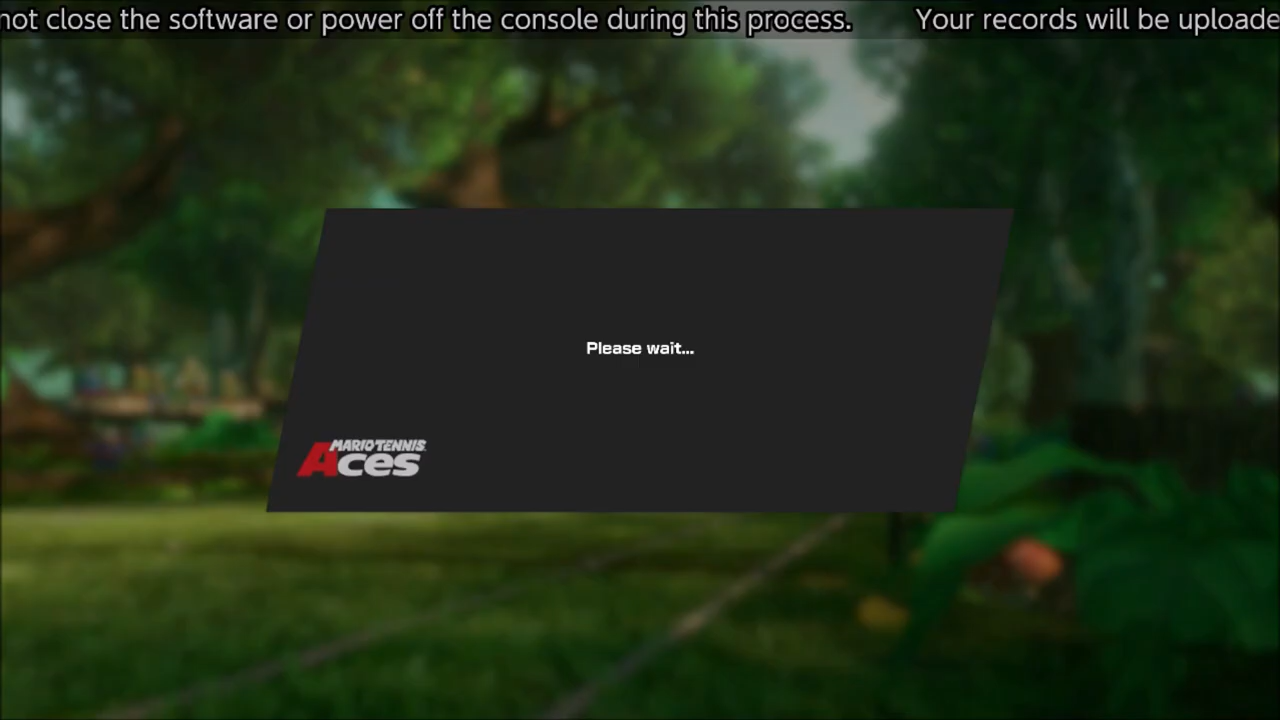 not close the software or power off the console during this process. Your records will be uploade
Please wait...
MARIO TENNIS
Aces